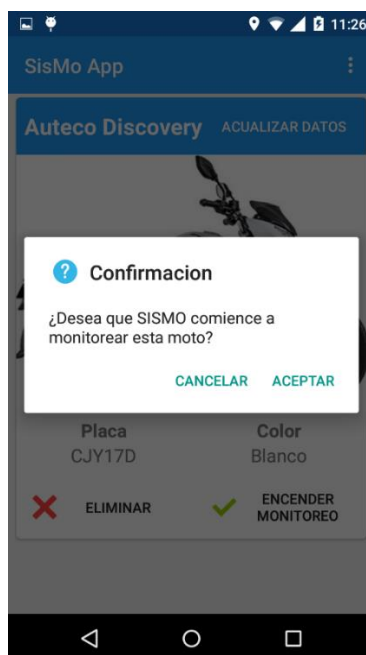 11:26
SisMo App
Auteco Discovery ACUALIZAR DATOS
Confirmacion
¿Desea que SISMO comience a
monitorear esta moto?
CANCELAR ACEPTAR
Placa Color
CJY17D Blanco
ELIMINAR ENCENDER
MONITOREO